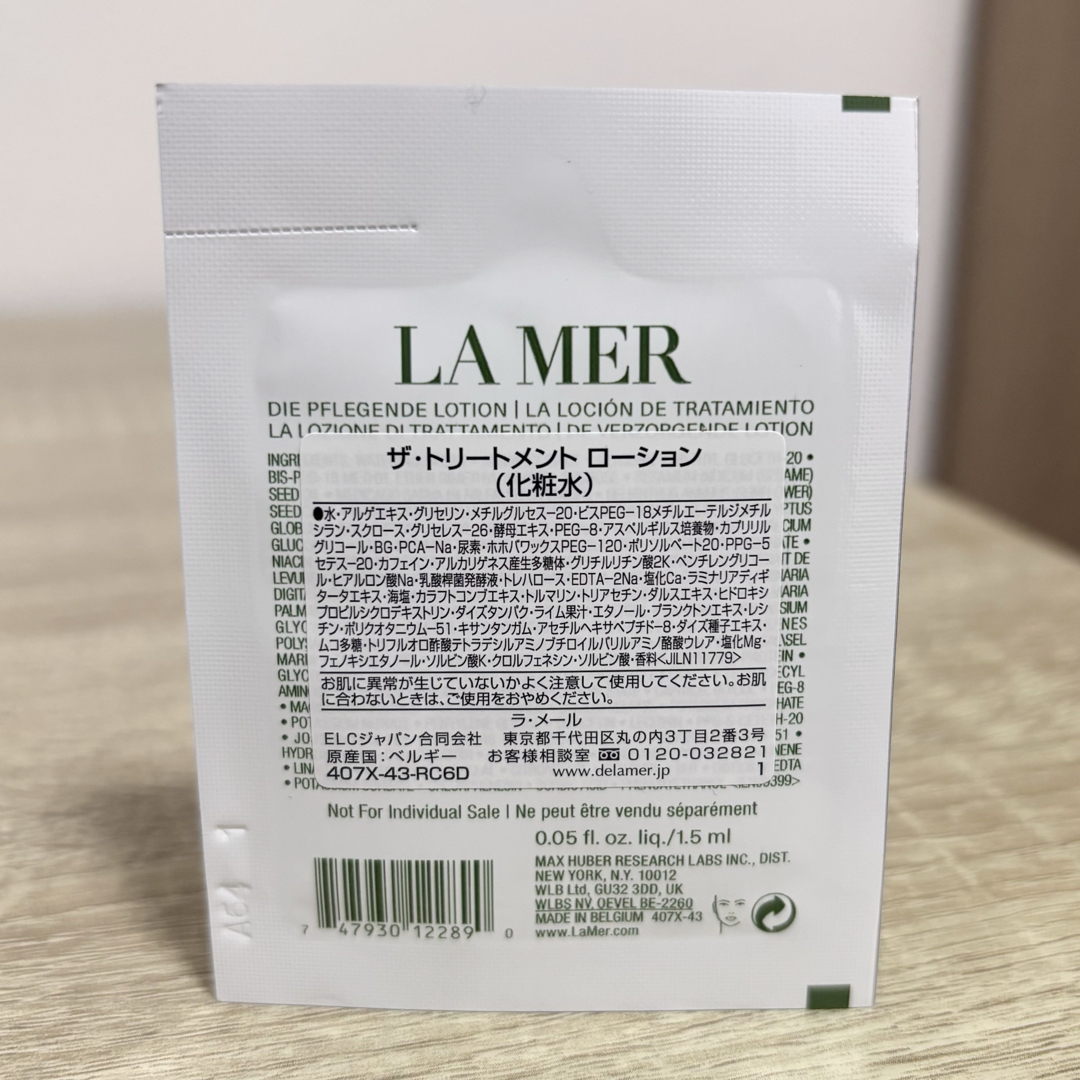 LA MER
DIE PFLEGENDE LOTION | LA LOCIÓN DE TRATAMIENTO
LA LOZIONE DI TRATTAMENTO | DE VERZORGENDE LOTION
ザ・トリートメント ローション
(化粧水)
●水・アルゲエキス・グリセリン・メチルグルセス-20・ビスPEG-18メチルエーテルジメチル
シラン・スクロース・グリセレス-26・酵母エキス・PEG-8・アスペルギルス培養物・カプリリル
グリコール・BG・PCA-Na・尿素・ホホバワックスPEG-120・ポリソルベート20・PPG-5
セテス-20・カフェイン・アルカリゲネス産生多糖体・グリチルリチン酸2K・ペンチレングリコー
ル・ヒアルロン酸Na・乳酸桿菌発酵液・トレハロース・EDTA-2Na・塩化Ca・ラミナリアディギ
タータエキス・海塩・カラフトコンブエキス・トルマリン・トリアセチン・ダルスエキス・ヒドロキシ
プロピルシクロデキストリン・ダイズタンパク・ライム果汁・エタノール・プランクトンエキス・レシ
チン・ポリクオタニウム-51・キサンタンガム・アセチルヘキサペプチド-8・ダイズ種子エキス・
ムコ多糖・トリフルオロ酢酸テトラデシルアミノブチロイルバリルアミノ酪酸ウレア・塩化Mg・
フェノキシエタノール・ソルビン酸K・クロルフェネシン・ソルビン酸・香料<JILN11779>
お肌に異常が生じていないかよく注意して使用してください。お肌
に合わないときは、ご使用をおやめください。
ラ・メール
ELCジャパン合同会社 東京都千代田区丸の内3丁目2番3号
原産国:ベルギー お客様相談室 0120-032821
407X-43-RC6D www.delamer.jp 1
Not For Individual Sale | Ne peut être vendu séparément
0.05 fl. oz. liq./1.5 ml
MAX HUBER RESEARCH LABS INC., DIST.
NEW YORK, N.Y. 10012
WLB Ltd, GU32 3DD, UK
WLBS NV, OEVEL BE-2260
MADE IN BELGIUM 407X-43
www.LaMer.com
7 47930 12289 0
AC4 1